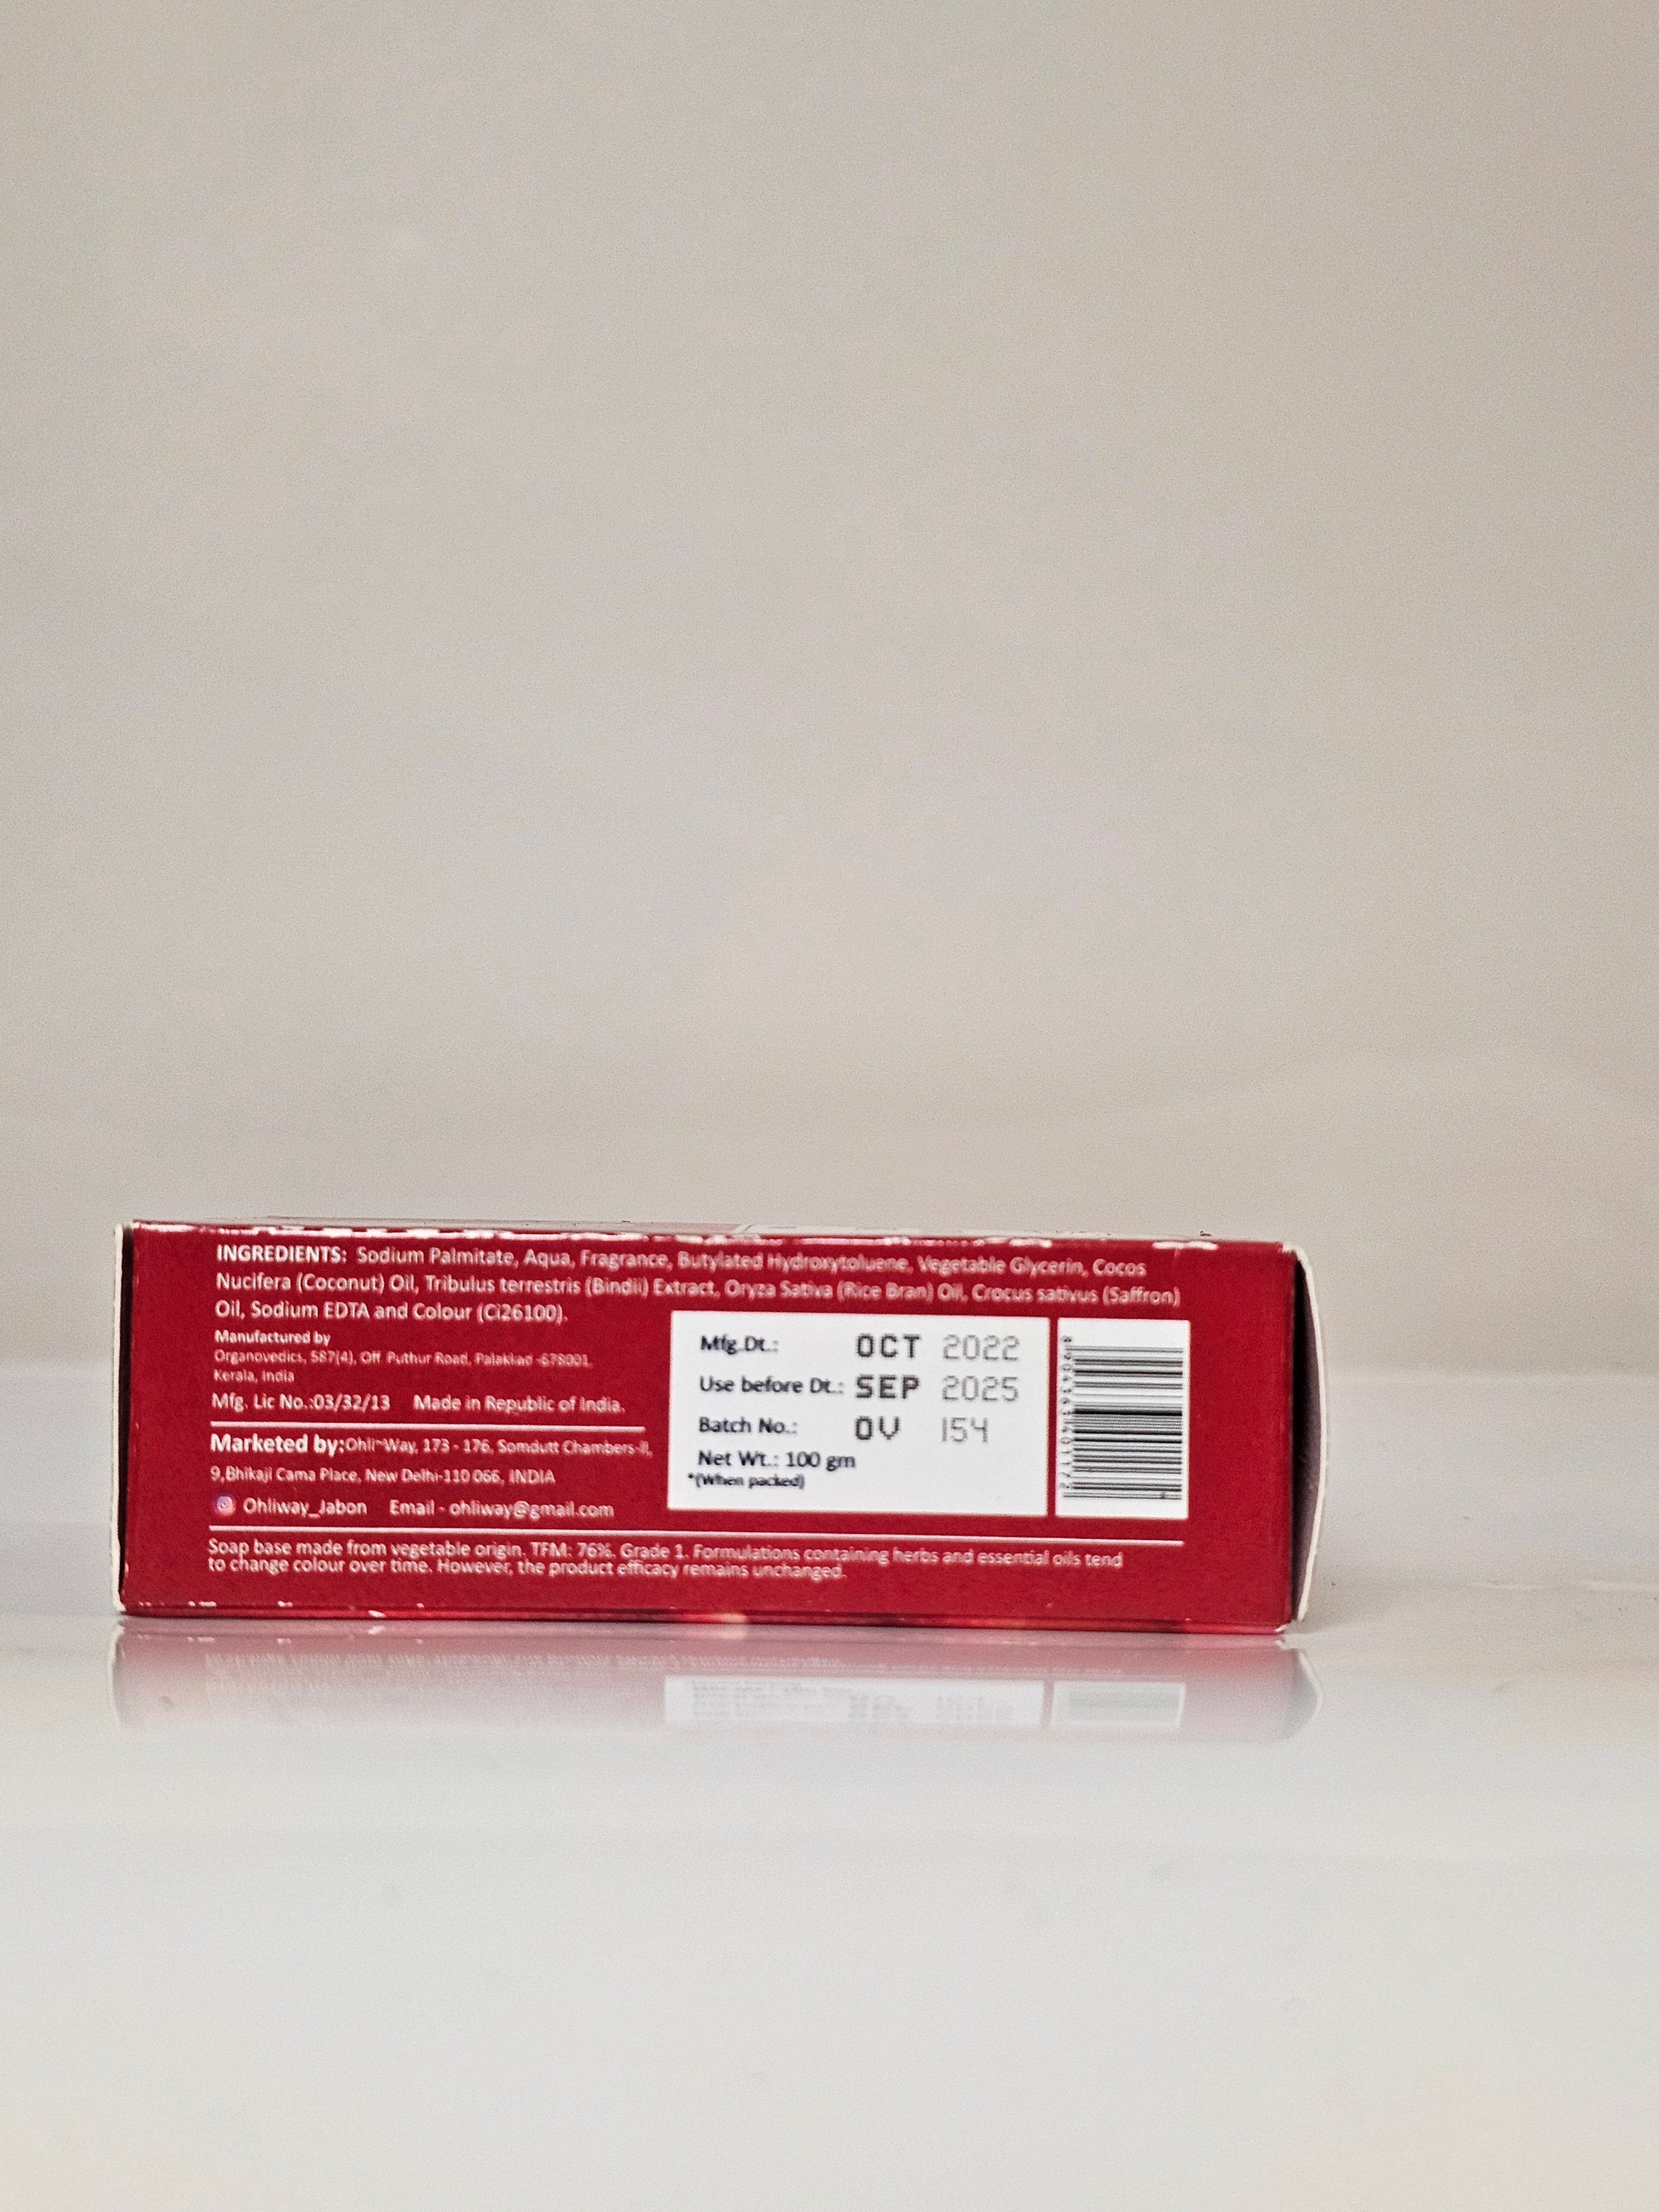 INGREDIENTS: Sodium Palmitate, Aqua, Fragrance, Butylated Hydroxytoluene, Vegetable Glycerin, Cocos
Nucifera (Coconut) Oil, Tribulus terrestris (Bindii) Extract, Oryza Sativa (Rice Bran) Oil, Crocus sativus (Saffron)
Oil, Sodium EDTA and Colour (Ci26100).
Manufactured by
Organovedics, 587(4), Off Puthur Road, Palakkad -678001,
Kerala, India
Mfg. Lic No.:03/32/13 Made in Republic of India.
Marketed by:Ohli~Way, 173 - 176, Somdutt Chambers-II,
9,Bhikaji Cama Place, New Delhi-110 066, INDIA
Ohliway_Jabon Email - ohliway@gmail.com
Mfg.Dt.: OCT 2022
Use before Dt.: SEP 2025
Batch No.: OV 154
Net Wt.: 100 gm
*(When packed)
Soap base made from vegetable origin. TFM: 76%. Grade 1. Formulations containing herbs and essential oils tend
to change colour over time. However, the product efficacy remains unchanged.